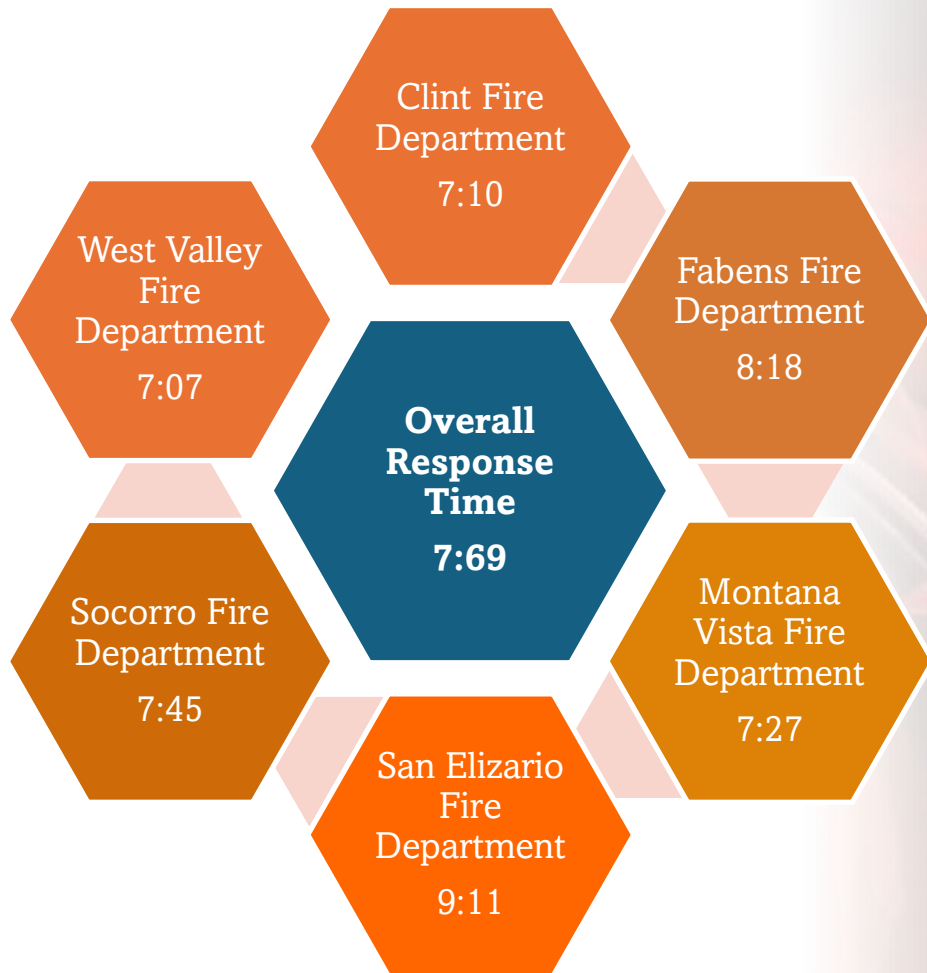 Clint Fire
Department
7:10
Fabens Fire
Department
8:18
Montana
Vista Fire
Department
7:27
San Elizario
Fire
Department
9:11
Socorro Fire
Department
7:45
West Valley
Fire
Department
7:07
Overall
Response
Time
7:69